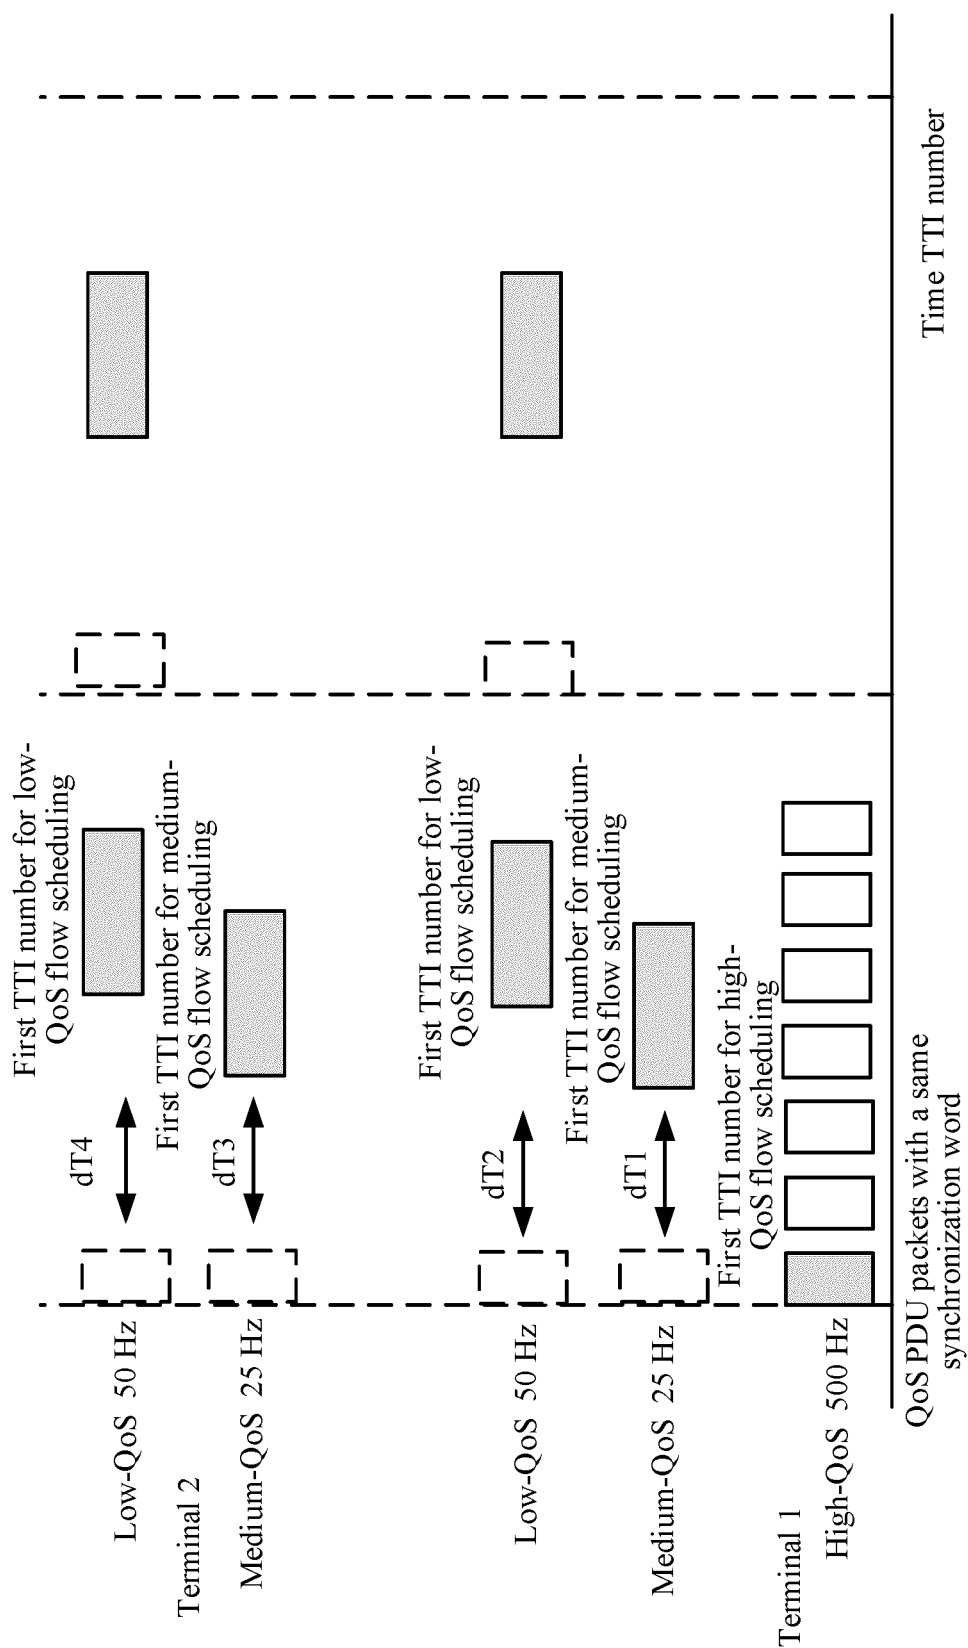 First TTI number for low-
QoS flow scheduling
dT4
Low-QoS 50 Hz
First TTI number for medium-
QoS flow scheduling
dT3
Terminal 2
Medium-QoS 25 Hz
First TTI number for low-
QoS flow scheduling
dT2
Low-QoS 50 Hz
First TTI number for medium-
QoS flow scheduling
dT1
Medium-QoS 25 Hz
First TTI number for high-
QoS flow scheduling
Terminal 1
High-QoS 500 Hz
QoS PDU packets with a same
synchronization word
Time TTI number